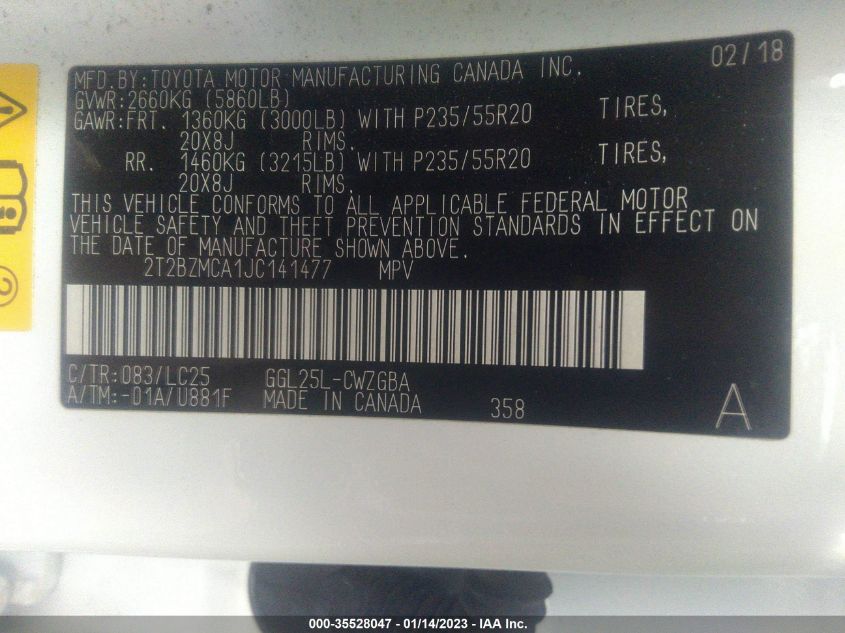 02/18
MFD.BY:TOYOTA MOTOR MANUFACTURING CANADA INC.
GVWR:2660KG (5860LB)
GAWR:FRT. 1360KG (3000LB) WITH P235/55R20 TIRES,
20X8J RIMS.
RR. 1460KG (3215LB) WITH P235/55R20 TIRES,
20X8J RIMS.
THIS VEHICLE CONFORMS TO ALL APPLICABLE FEDERAL MOTOR
VEHICLE SAFETY AND THEFT PREVENTION STANDARDS IN EFFECT ON
THE DATE OF MANUFACTURE SHOWN ABOVE.
2T2BZMCA1JC141477 MPV
C/TR:083/LC25 GGL25L-CWZGBA
A/TM:-01A/U881F MADE IN CANADA 358 A
2
000-35528047 — 01/14/2023 — IAA Inc.